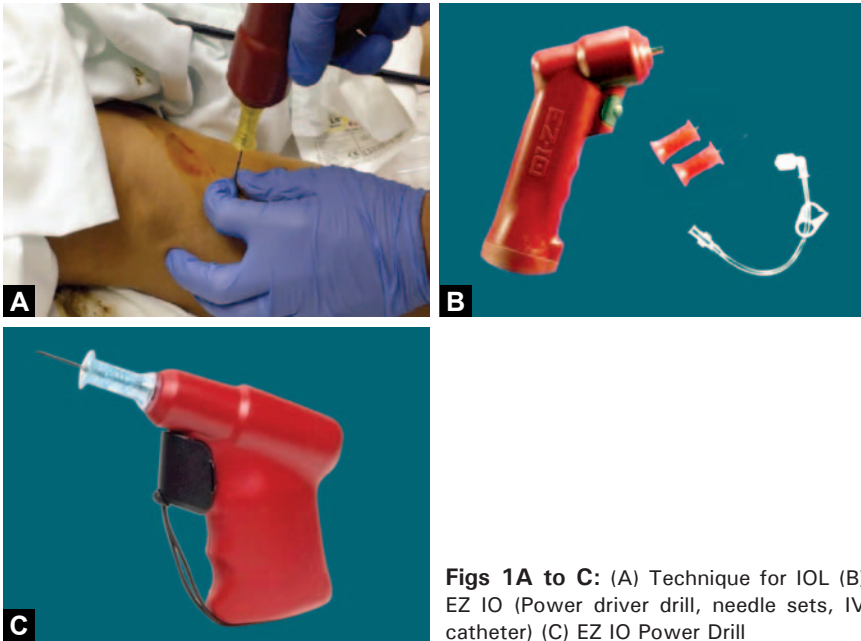 A
EZ-IO
B
C
Figs 1A to C: (A) Technique for IOL (B)
EZ IO (Power driver drill, needle sets, IV
catheter) (C) EZ IO Power Drill